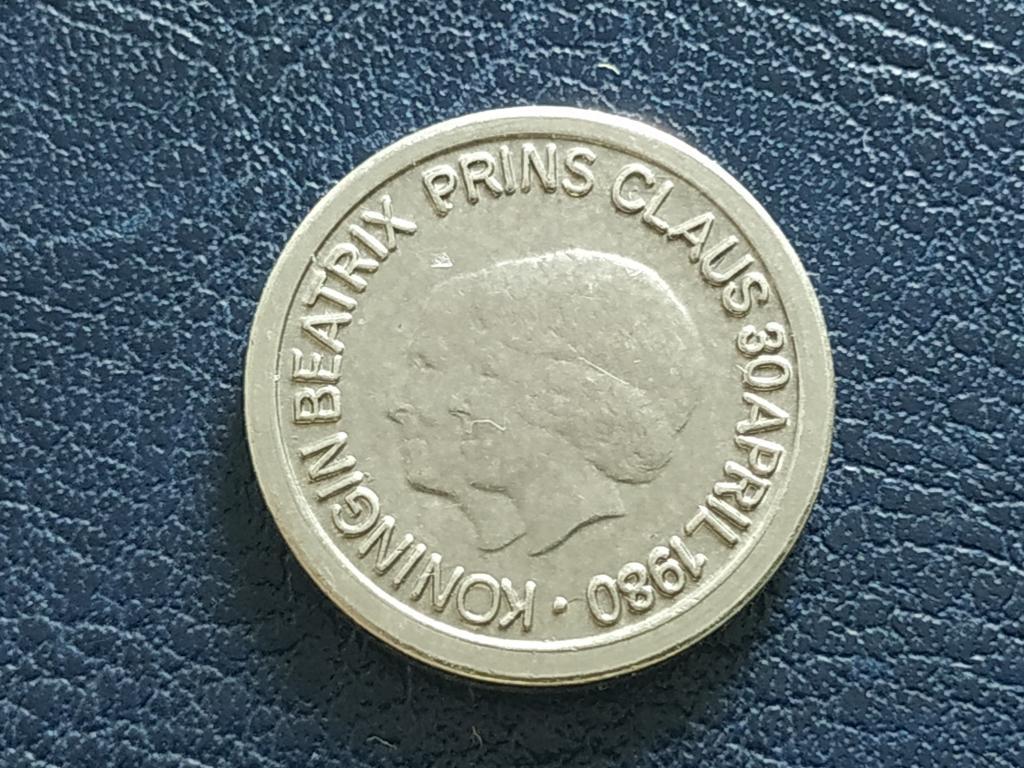 KONINGIN BEATRIX PRINS CLAUS 30 APRIL 1980 •